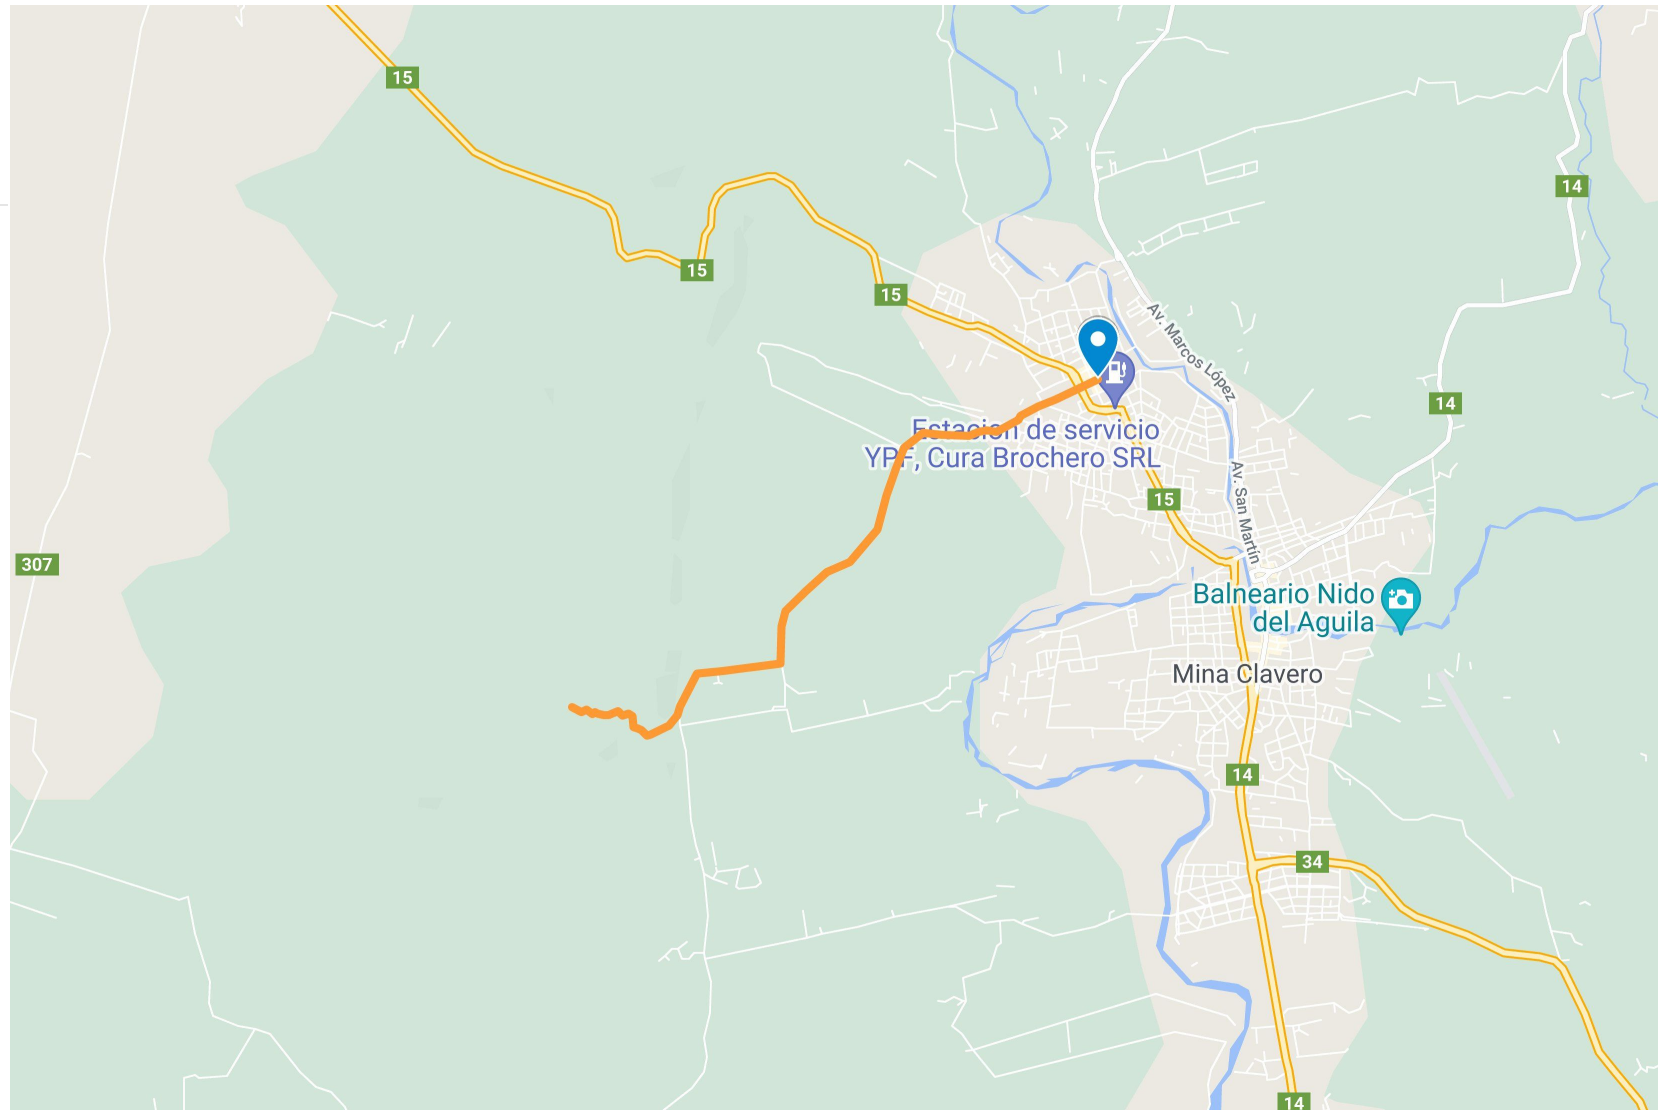 15
14
15
15
Av. Marcos López
14
Estacion de servicio
YPF, Cura Brochero SRL
15
Av. San Martín
307
Balneario Nido
del Aguila
Mina Clavero
14
34
14